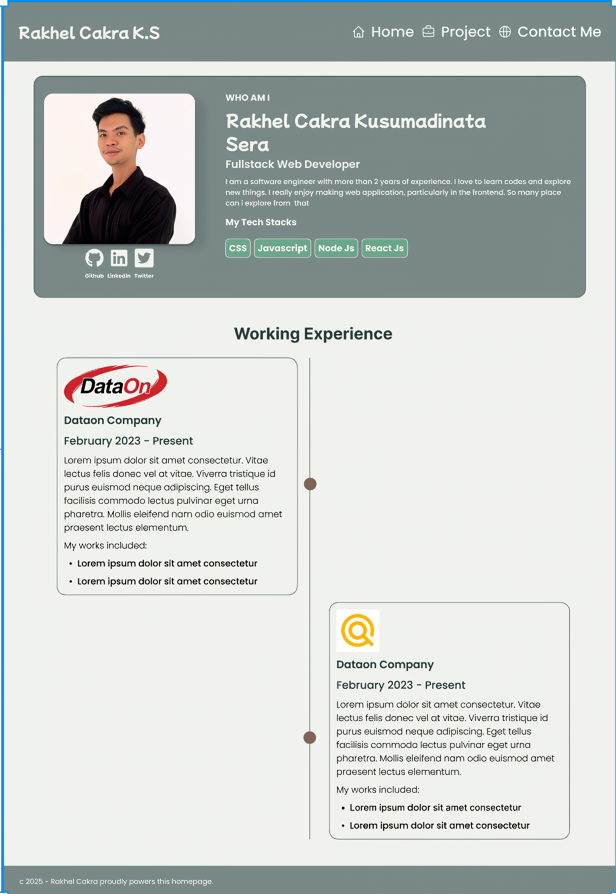 Rakhel Cakra K.S
Home Project Contact Me
WHO AM I
Rakhel Cakra Kusumadinata
Sera
Fullstack Web Developer
I am a software engineer with more than 2 years of experience. I love to learn codes and explore
new things. I really enjoy making web application, particularly in the frontend. So many place
can i explore from that
My Tech Stacks
CSS Javascript Node Js React Js
Github LinkedIn Twitter
Working Experience
DataOn
Dataon Company
February 2023 - Present
Lorem ipsum dolor sit amet consectetur. Vitae
lectus felis donec vel at vitae. Viverra tristique id
purus euismod neque adipiscing. Eget tellus
facilisis commodo lectus pulvinar eget urna
pharetra. Mollis eleifend nam odio euismod amet
praesent lectus elementum.
My works included:
• Lorem ipsum dolor sit amet consectetur
• Lorem ipsum dolor sit amet consectetur
Dataon Company
February 2023 - Present
Lorem ipsum dolor sit amet consectetur. Vitae
lectus felis donec vel at vitae. Viverra tristique id
purus euismod neque adipiscing. Eget tellus
facilisis commodo lectus pulvinar eget urna
pharetra. Mollis eleifend nam odio euismod amet
praesent lectus elementum.
My works included:
• Lorem ipsum dolor sit amet consectetur
• Lorem ipsum dolor sit amet consectetur
c 2025 - Rakhel Cakra proudly powers this homepage.